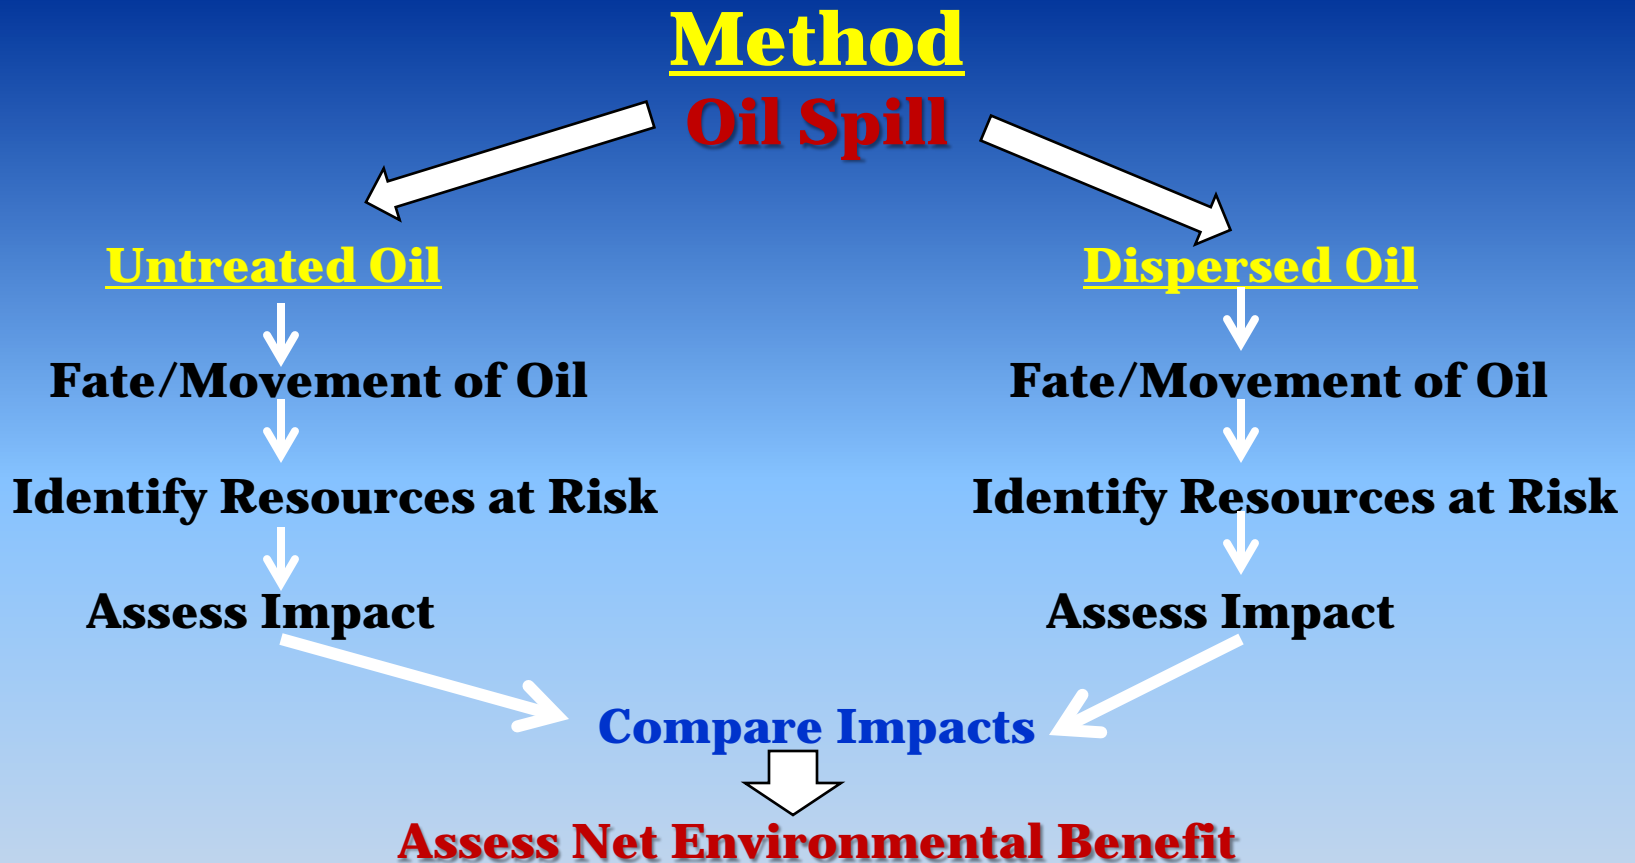 Method
Oil Spill
Untreated Oil
Dispersed Oil
Fate/Movement of Oil
Fate/Movement of Oil
Identify Resources at Risk
Identify Resources at Risk
Assess Impact
Assess Impact
Compare Impacts
Assess Net Environmental Benefit